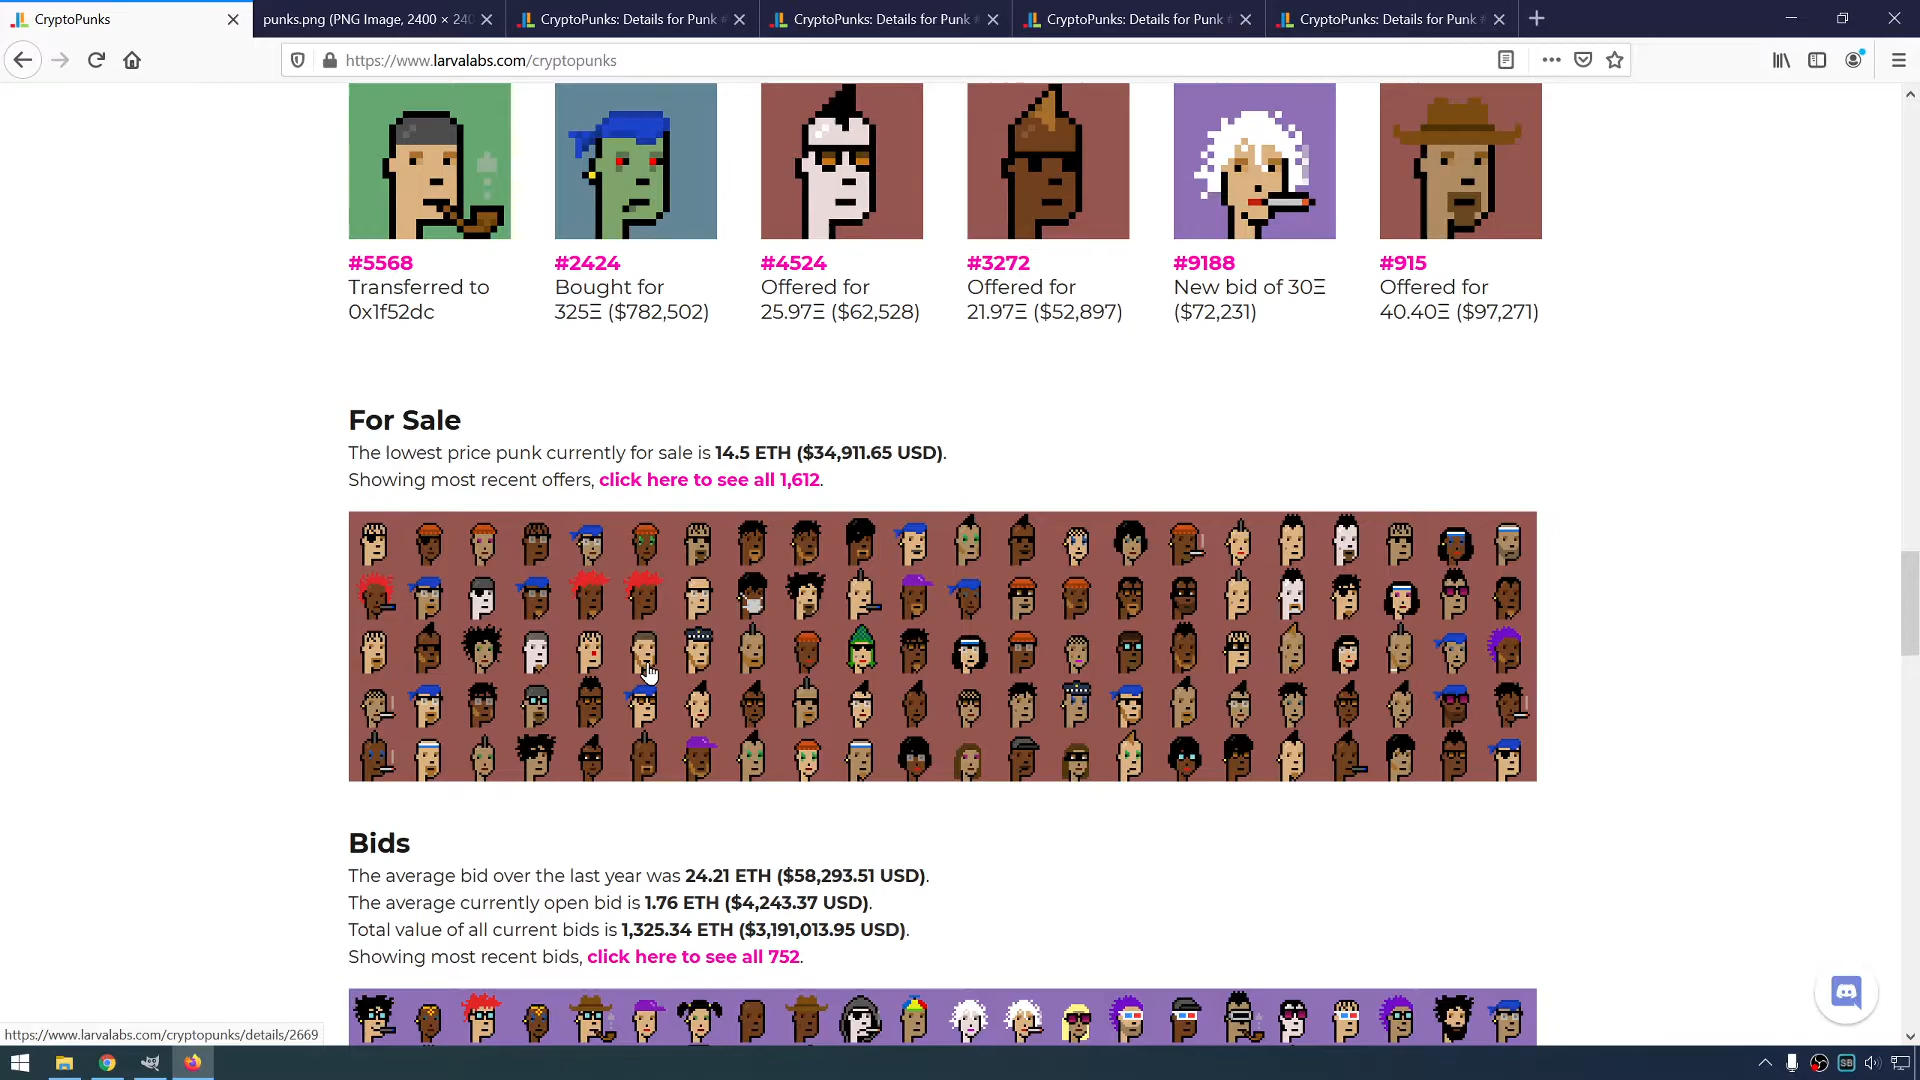 CryptoPunks
punks.png (PNG Image, 2400 × 240
CryptoPunks: Details for Punk #
CryptoPunks: Details for Punk #
CryptoPunks: Details for Punk #
CryptoPunks: Details for Punk #
https://www.larvalabs.com/cryptopunks
#5568
Transferred to
0x1f52dc
#2424
Bought for
325Ξ ($782,502)
#4524
Offered for
25.97Ξ ($62,528)
#3272
Offered for
21.97Ξ ($52,897)
#9188
New bid of 30Ξ
($72,231)
#915
Offered for
40.40Ξ ($97,271)
For Sale
The lowest price punk currently for sale is 14.5 ETH ($34,911.65 USD).
Showing most recent offers, click here to see all 1,612.
Bids
The average bid over the last year was 24.21 ETH ($58,293.51 USD).
The average currently open bid is 1.76 ETH ($4,243.37 USD).
Total value of all current bids is 1,325.34 ETH ($3,191,013.95 USD).
Showing most recent bids, click here to see all 752.
https://www.larvalabs.com/cryptopunks/details/2669
SB